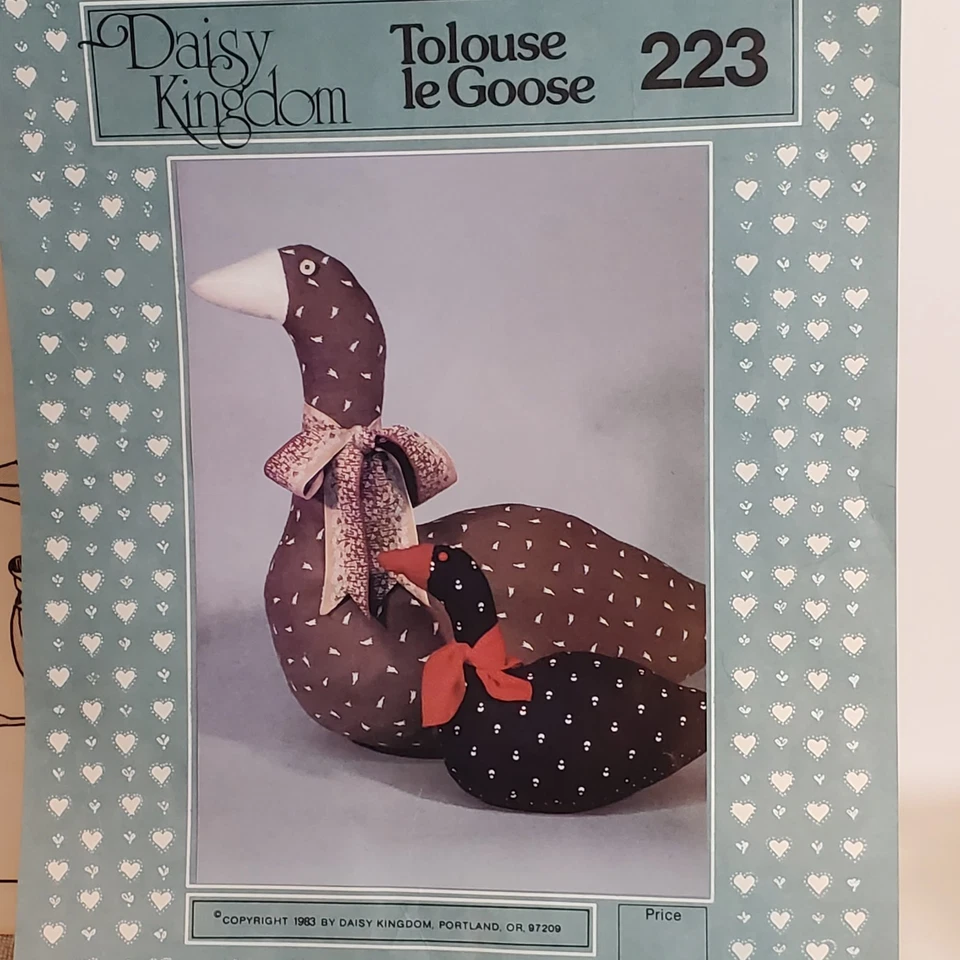 Daisy
Kingdom
Tolouse
le Goose
223
©COPYRIGHT 1983 BY DAISY KINGDOM, PORTLAND, OR, 97209
Price